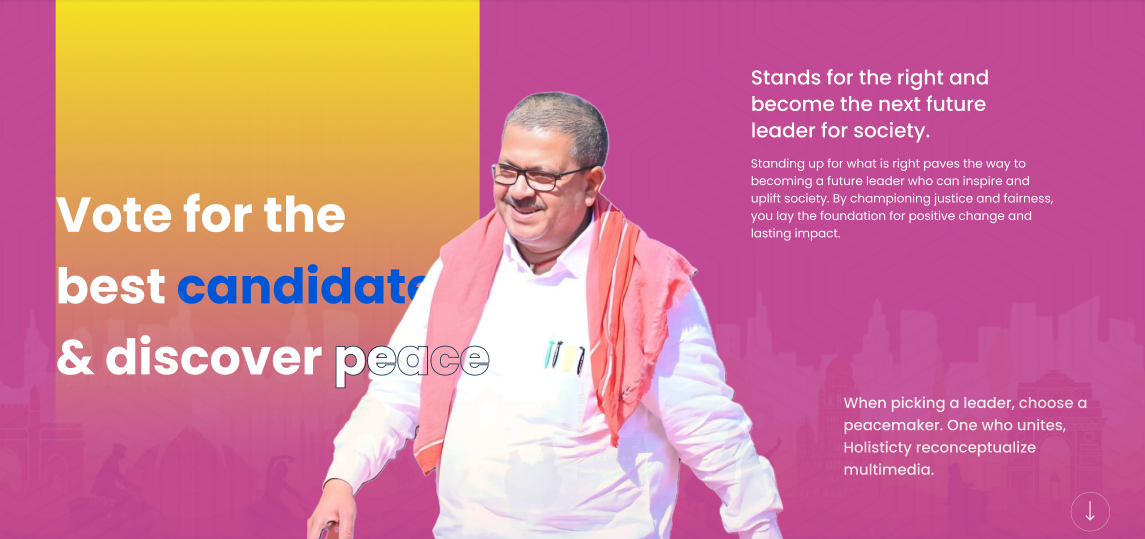 Vote for the
best candidate
& discover peace
Stands for the right and
become the next future
leader for society.
Standing up for what is right paves the way to
becoming a future leader who can inspire and
uplift society. By championing justice and fairness,
you lay the foundation for positive change and
lasting impact.
When picking a leader, choose a
peacemaker. One who unites,
Holisticty reconceptualize
multimedia.